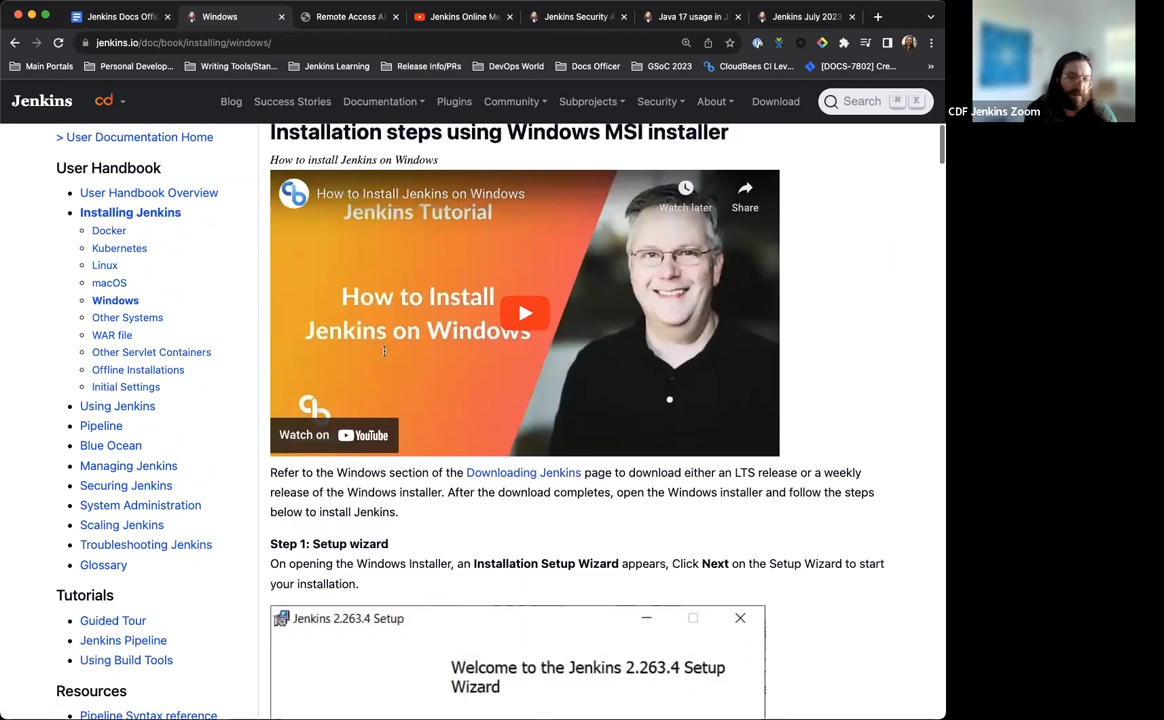 Jenkins Docs Offi
Windows
Remote Access A
Jenkins Online Me
Jenkins Security A
Java 17 usage in J
Jenkins July 2023
jenkins.io/doc/book/installing/windows/
Main Portals
Personal Develop...
Writing Tools/Stan...
Jenkins Learning
Release Info/PRs
DevOps World
Docs Officer
GSoC 2023
CloudBees CI Lev...
[DOCS-7802] Cre...
»
Jenkins
cd
Blog
Success Stories
Documentation
Plugins
Community
Subprojects
Security
About
Download
Search
⌘ K
CDF Jenkins Zoom
> User Documentation Home
User Handbook
User Handbook Overview
Installing Jenkins
Docker
Kubernetes
Linux
macOS
Windows
Other Systems
WAR file
Other Servlet Containers
Offline Installations
Initial Settings
Using Jenkins
Pipeline
Blue Ocean
Managing Jenkins
Securing Jenkins
System Administration
Scaling Jenkins
Troubleshooting Jenkins
Glossary
Tutorials
Guided Tour
Jenkins Pipeline
Using Build Tools
Resources
Pipeline Syntax reference
Installation steps using Windows MSI installer
How to install Jenkins on Windows
How to Install Jenkins on Windows
Watch later
Share
Jenkins Tutorial
How to Install
Jenkins on Windows
Watch on YouTube
Refer to the Windows section of the Downloading Jenkins page to download either an LTS release or a weekly
release of the Windows installer. After the download completes, open the Windows installer and follow the steps
below to install Jenkins.
Step 1: Setup wizard
On opening the Windows Installer, an Installation Setup Wizard appears, Click Next on the Setup Wizard to start
your installation.
Jenkins 2.263.4 Setup
Welcome to the Jenkins 2.263.4 Setup
Wizard